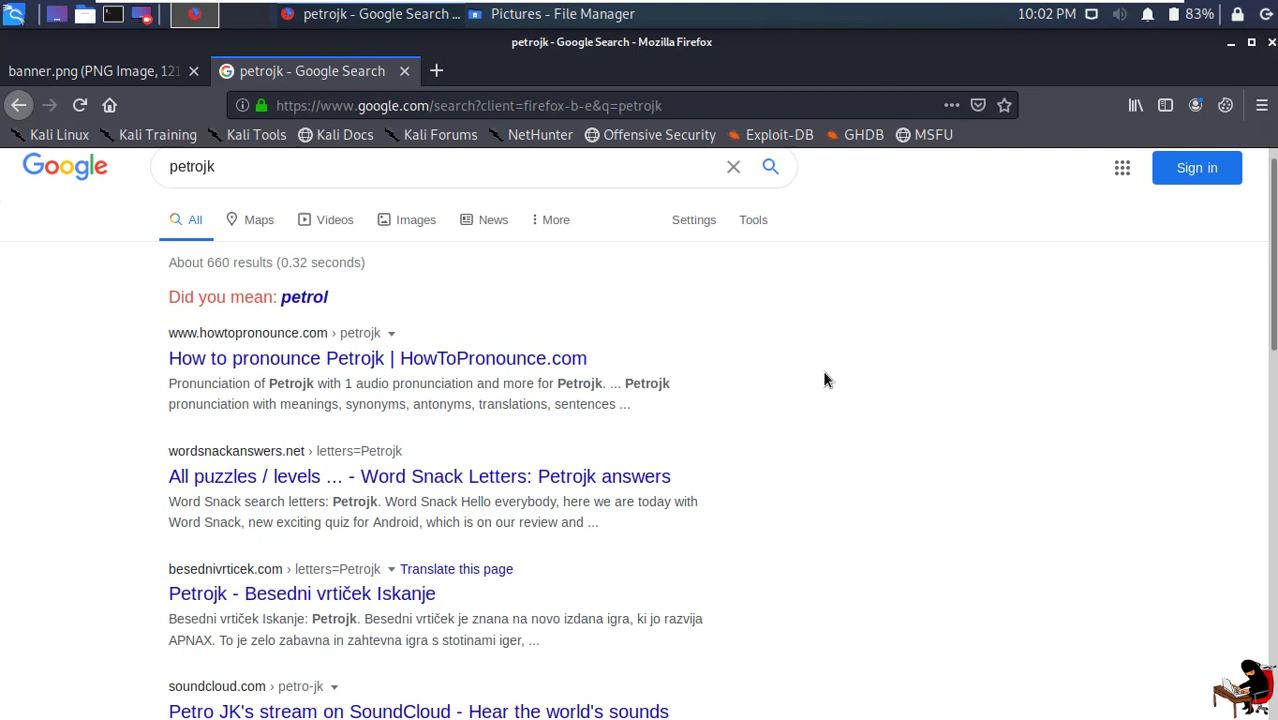 petrojk - Google Search ... Pictures - File Manager 10:02 PM 83%
petrojk - Google Search - Mozilla Firefox
banner.png (PNG Image, 121 petrojk - Google Search
https://www.google.com/search?client=firefox-b-e&q=petrojk
Kali Linux Kali Training Kali Tools Kali Docs Kali Forums NetHunter Offensive Security Exploit-DB GHDB MSFU
Google petrojk Sign in
All Maps Videos Images News More Settings Tools
About 660 results (0.32 seconds)
Did you mean: petrol
www.howtopronounce.com › petrojk
How to pronounce Petrojk | HowToPronounce.com
Pronunciation of Petrojk with 1 audio pronunciation and more for Petrojk. ... Petrojk
pronunciation with meanings, synonyms, antonyms, translations, sentences ...
wordsnackanswers.net › letters=Petrojk
All puzzles / levels ... - Word Snack Letters: Petrojk answers
Word Snack search letters: Petrojk. Word Snack Hello everybody, here we are today with
Word Snack, new exciting quiz for Android, which is on our review and ...
besednivrticek.com › letters=Petrojk Translate this page
Petrojk - Besedni vrtiček Iskanje
Besedni vrtiček Iskanje: Petrojk. Besedni vrtiček je znana na novo izdana igra, ki jo razvija
APNAX. To je zelo zabavna in zahtevna igra s stotinami iger, ...
soundcloud.com › petro-jk
Petro JK's stream on SoundCloud - Hear the world's sounds